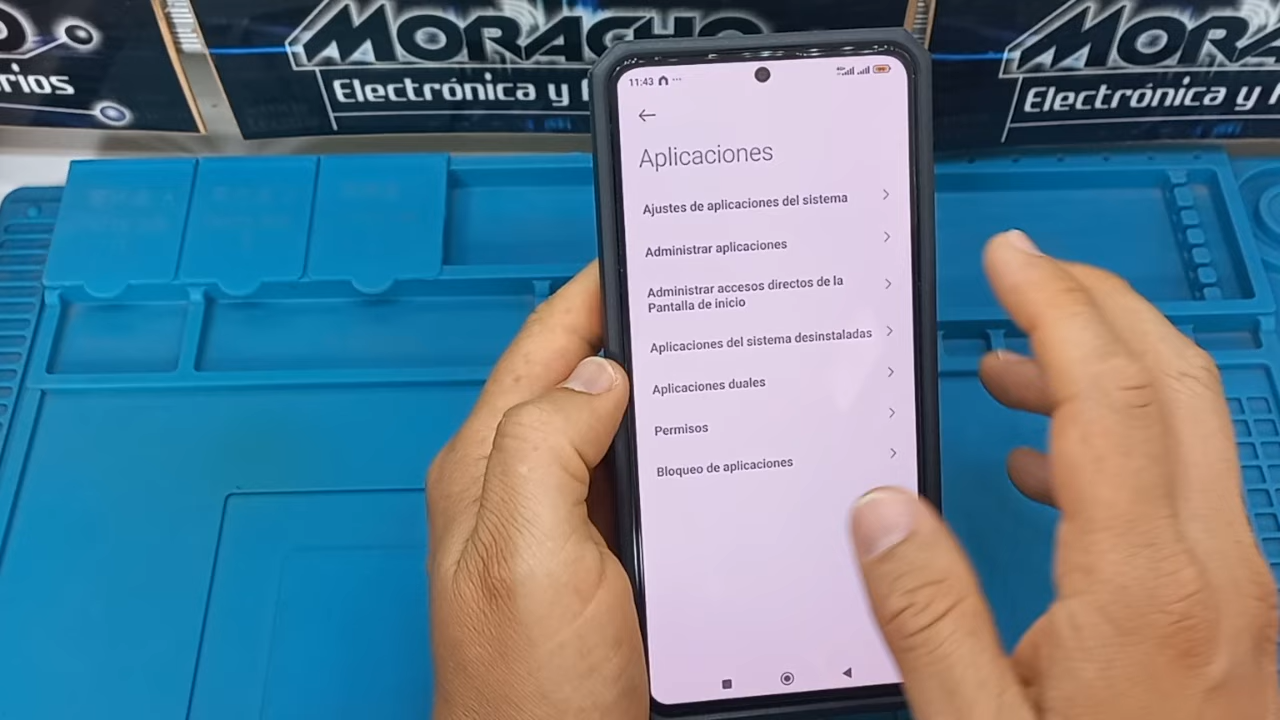 MORACHO
rios
Electrónica y
MORA
Electrónica y
11:43
Aplicaciones
Ajustes de aplicaciones del sistema
Administrar aplicaciones
Administrar accesos directos de la
Pantalla de inicio
Aplicaciones del sistema desinstaladas
Aplicaciones duales
Permisos
Bloqueo de aplicaciones